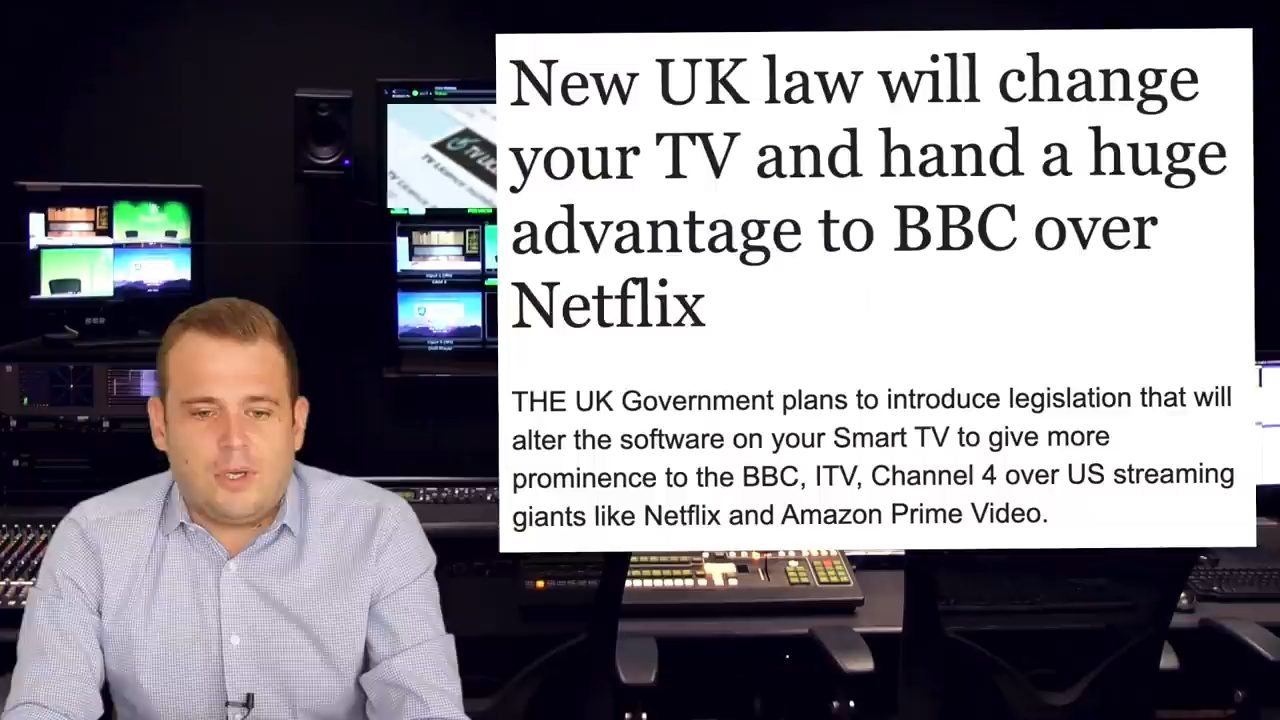 New UK law will change
your TV and hand a huge
advantage to BBC over
Netflix
THE UK Government plans to introduce legislation that will
alter the software on your Smart TV to give more
prominence to the BBC, ITV, Channel 4 over US streaming
giants like Netflix and Amazon Prime Video.
TV Licence